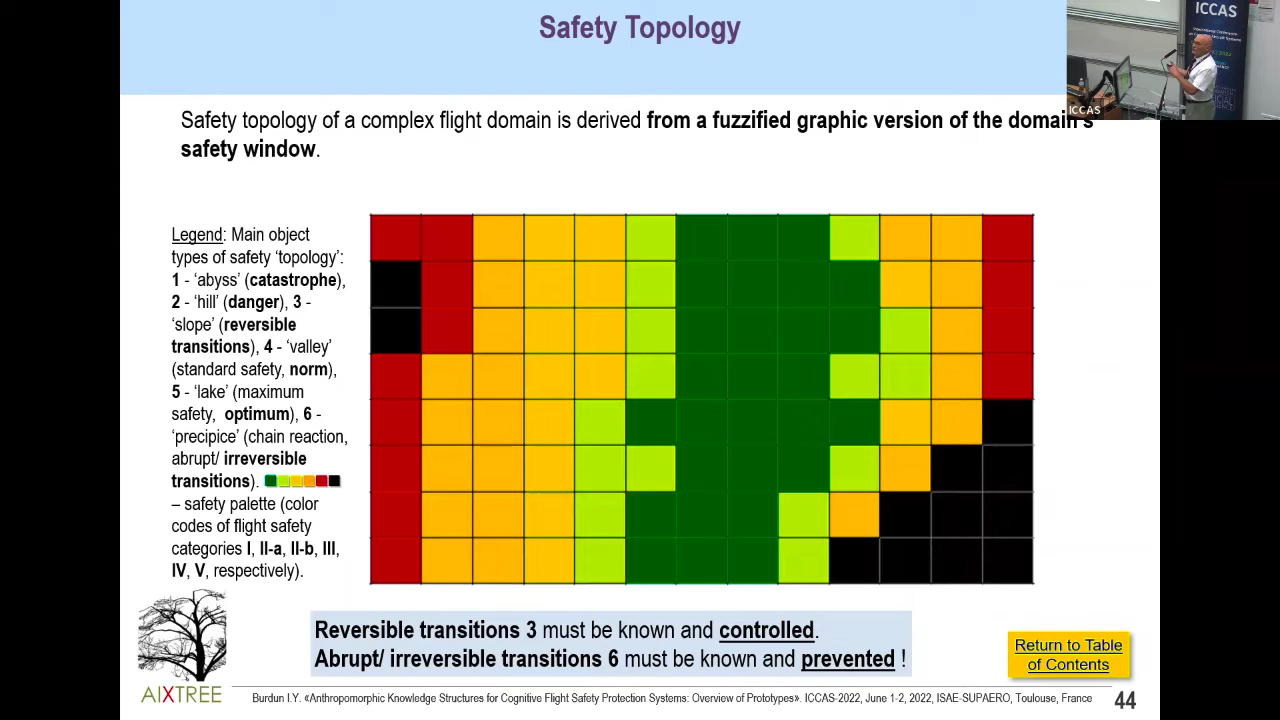 Safety Topology
ICCAS
ICCAS
Safety topology of a complex flight domain is derived from a fuzzified graphic version of the domain's
safety window.
Legend: Main object
types of safety 'topology':
1 - 'abyss' (catastrophe),
2 - 'hill' (danger), 3 -
'slope' (reversible
transitions), 4 - 'valley'
(standard safety, norm),
5 - 'lake' (maximum
safety, optimum), 6 -
'precipice' (chain reaction,
abrupt/ irreversible
transitions).
– safety palette (color
codes of flight safety
categories I, II-a, II-b, III,
IV, V, respectively).
Reversible transitions 3 must be known and controlled.
Abrupt/ irreversible transitions 6 must be known and prevented !
Return to Table
of Contents
AIXTREE
Burdun I.Y. «Anthropomorphic Knowledge Structures for Cognitive Flight Safety Protection Systems: Overview of Prototypes». ICCAS-2022, June 1-2, 2022, ISAE-SUPAERO, Toulouse, France
44